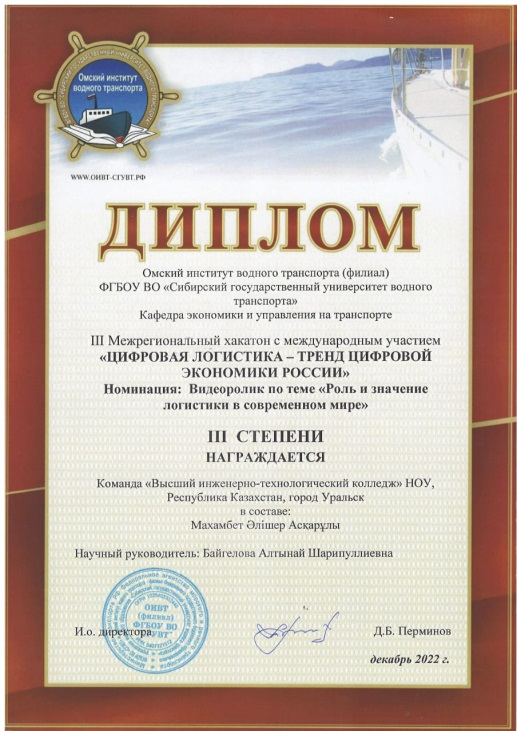 Омский институт
водного транспорта
WWW.ОИВТ-СГУВТ.РФ
ДИПЛОМ
Омский институт водного транспорта (филиал)
ФГБОУ ВО «Сибирский государственный университет водного
транспорта»
Кафедра экономики и управления на транспорте
III Межрегиональный хакатон с международным участием
«ЦИФРОВАЯ ЛОГИСТИКА – ТРЕНД ЦИФРОВОЙ
ЭКОНОМИКИ РОССИИ»
Номинация: Видеоролик по теме «Роль и значение
логистики в современном мире»
III СТЕПЕНИ
НАГРАЖДАЕТСЯ
Команда «Высший инженерно-технологический колледж» НОУ,
Республика Казахстан, город Уральск
в составе:
Махамбет Әлішер Асқарұлы
Научный руководитель: Байгелова Алтынай Шарипуллиевна
ОИВТ
(филиал)
ФГБОУ ВО
"СГУВТ"
И.о. директора
Д.Б. Перминов
декабрь 2022 г.